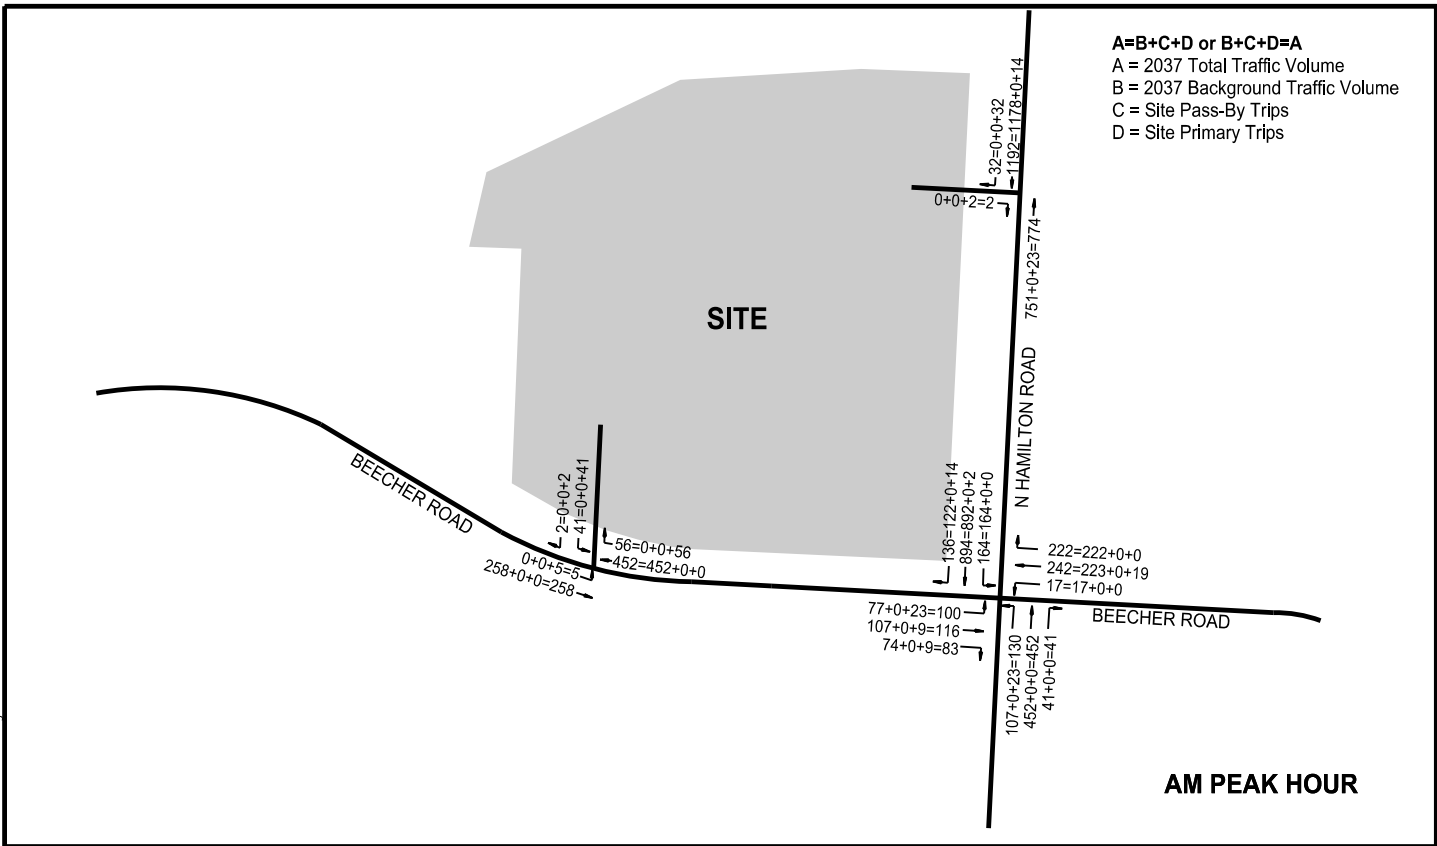 A=B+C+D or B+C+D=A
A = 2037 Total Traffic Volume
B = 2037 Background Traffic Volume
C = Site Pass-By Trips
D = Site Primary Trips
32=0+0+32
1192=1178+0+14
0+0+2=2
751+0+23=774
SITE
N HAMILTON ROAD
BEECHER ROAD
2=0+0+2
41=0+0+41
56=0+0+56
452=452+0+0
0+0+5=5
258+0+0=258
136=122+0+14
894=892+0+2
164=164+0+0
222=222+0+0
242=223+0+19
17=17+0+0
BEECHER ROAD
77+0+23=100
107+0+9=116
74+0+9=83
107+0+23=130
452+0+0=452
41+0+0=41
AM PEAK HOUR